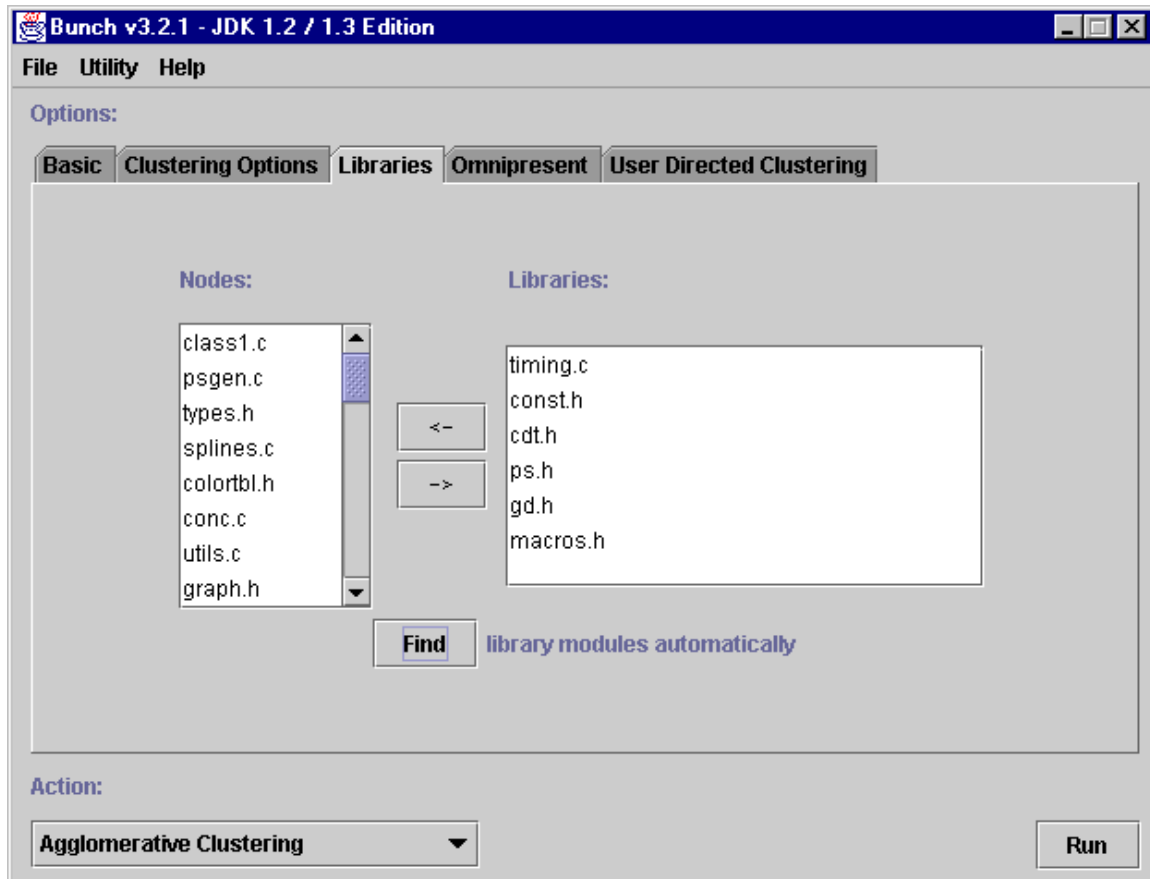 Bunch v3.2.1 - JDK 1.2 / 1.3 Edition
File Utility Help
Options:
Basic Clustering Options Libraries Omnipresent User Directed Clustering
Nodes:
class1.c
psgen.c
types.h
splines.c
colortbl.h
conc.c
utils.c
graph.h
<-
->
Libraries:
timing.c
const.h
cdt.h
ps.h
gd.h
macros.h
Find library modules automatically
Action:
Agglomerative Clustering
Run